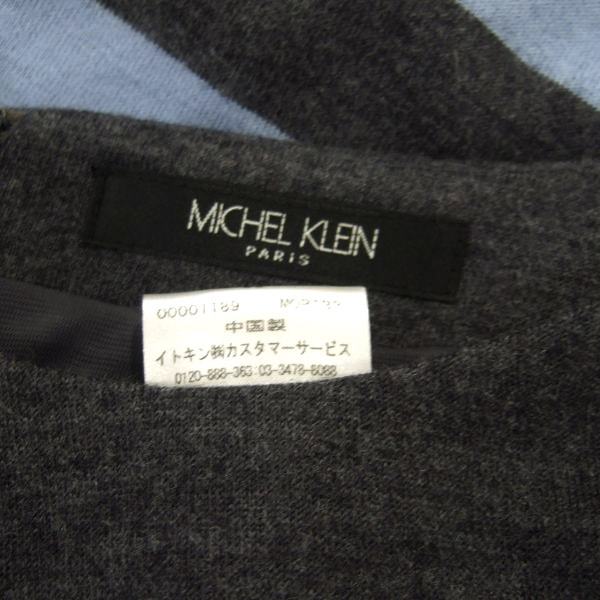 MICHEL KLEIN
PARIS
00001189
中国製
イトキン㈱カスタマーサービス
0120-888-363:03-3478-8088